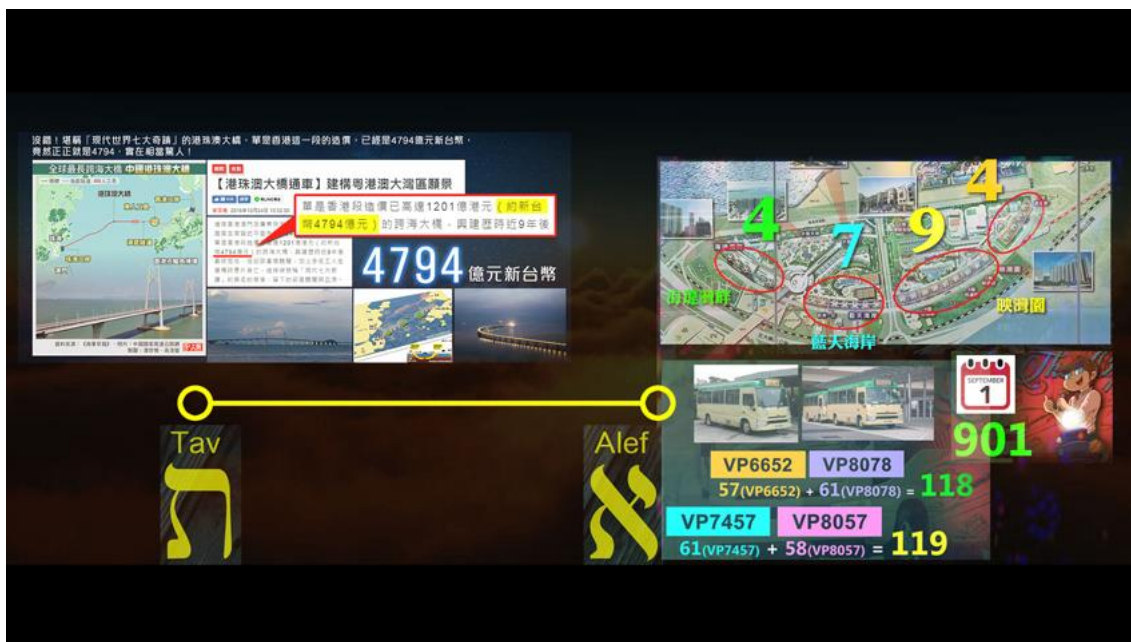 沒錯！堪稱「現代世界七大奇蹟」的港珠澳大橋，單是香港這一段的造價，已經是4794億元新台幣，
竟然正正就是4794，實在相當驚人！
全球最長跨海大橋 中國港珠澳大橋
港珠澳大橋
【港珠澳大橋通車】建構粵港澳大灣區願景
單是香港段造價已高達1201億港元（約新台
幣4794億元）的跨海大橋，興建歷時近9年後
4794 億元新台幣
4
7
9
4
海堤灣畔
藍天海岸
映灣園
SEPTEMBER
1
901
Tav
ת
Alef
א
VP6652 VP8078
57(VP6652) + 61(VP8078) = 118
VP7457 VP8057
61(VP7457) + 58(VP8057) = 119